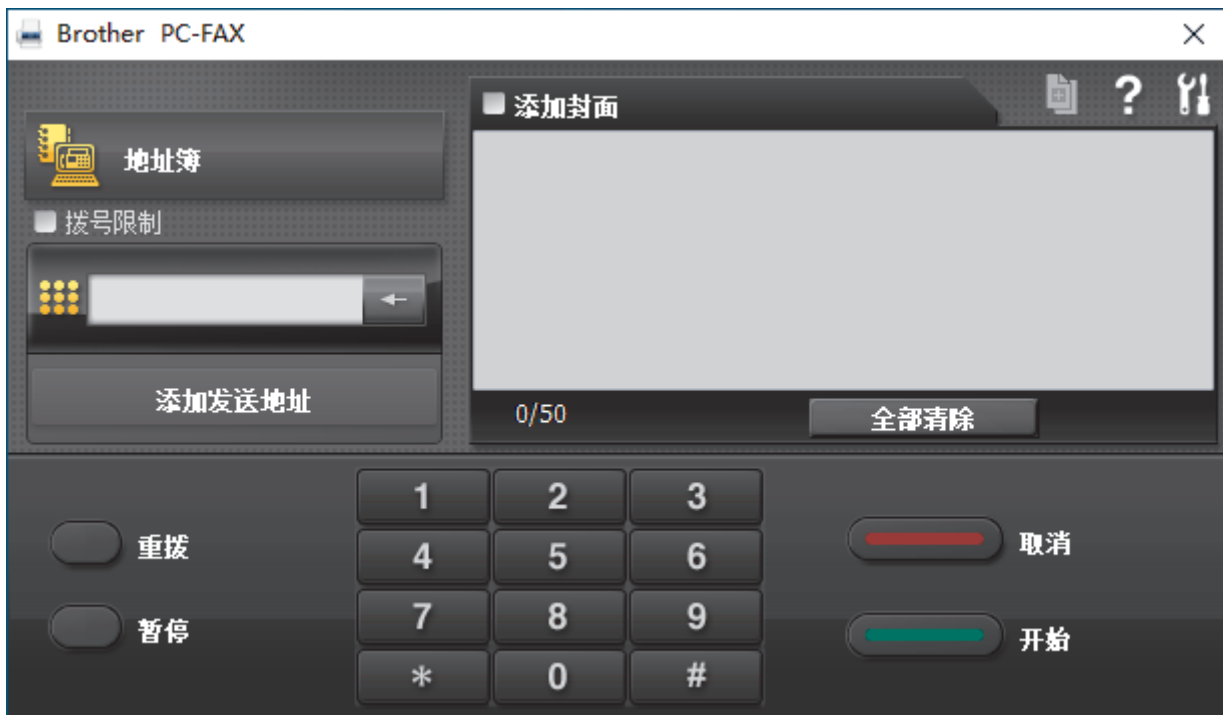 Brother PC-FAX
添加封面
?
地址簿
拨号限制
添加发送地址
0/50
全部清除
1 2 3
重拨
取消
4 5 6
7 8 9
暂停
开始
* 0 #